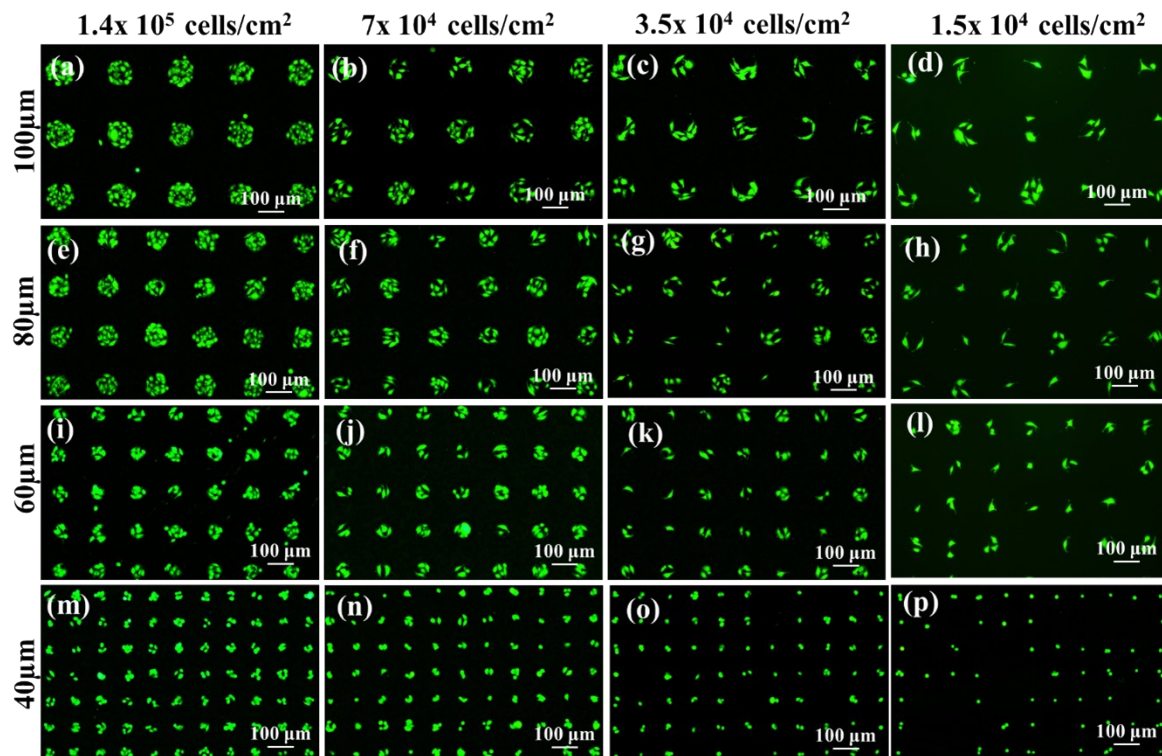 1.4x 10⁵ cells/cm² 7x 10⁴ cells/cm² 3.5x 10⁴ cells/cm² 1.5x 10⁴ cells/cm²
100μm
(a) (b) (c) (d)
100 μm 100 μm 100 μm 100 μm
80μm
(e) (f) (g) (h)
100 μm 100 μm 100 μm 100 μm
60μm
(i) (j) (k) (l)
100 μm 100 μm 100 μm 100 μm
40μm
(m) (n) (o) (p)
100 μm 100 μm 100 μm 100 μm